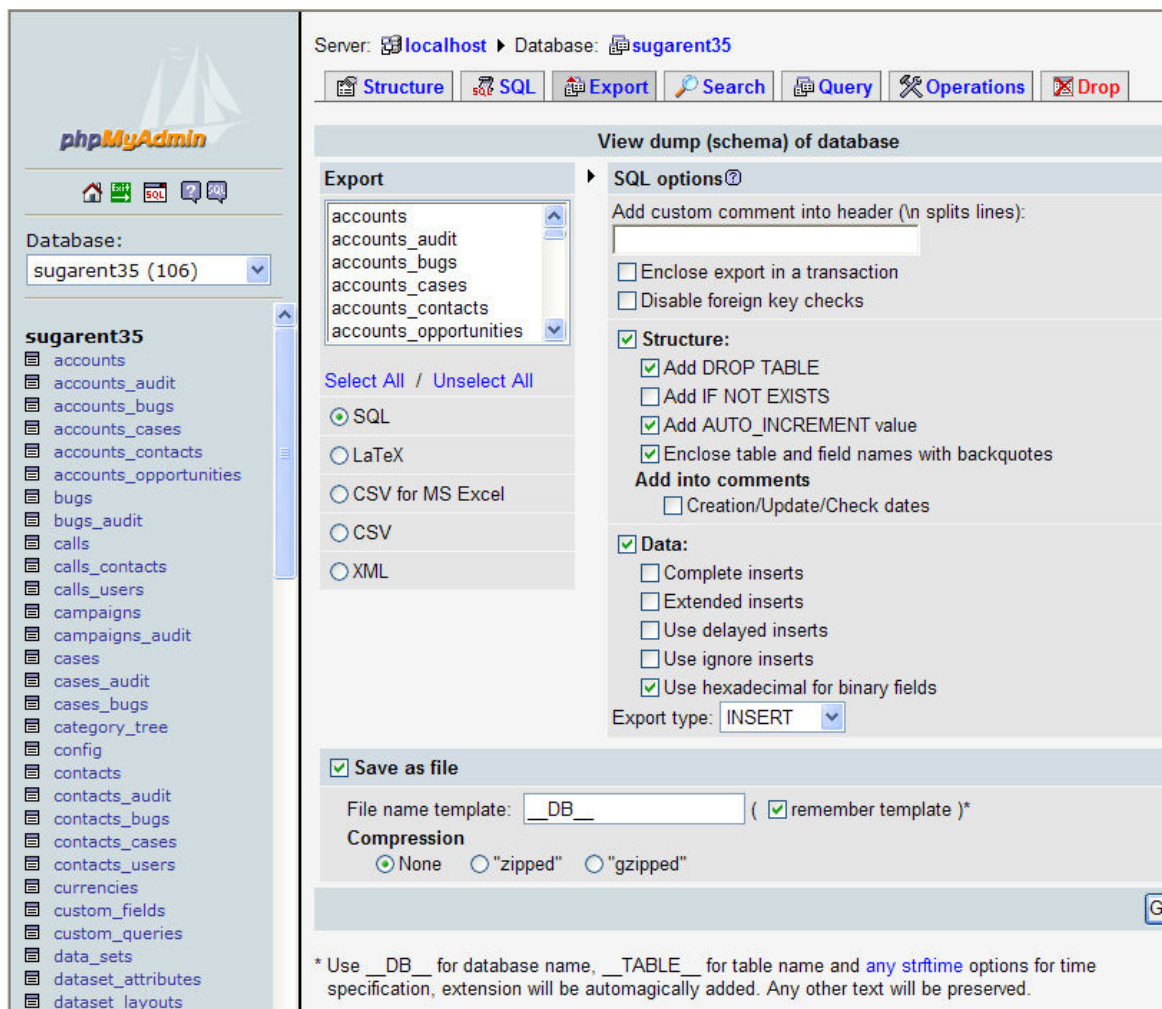 phpMyAdmin
EXIT
SQL
?
SQL
Database:
sugarent35 (106)
sugarent35
accounts
accounts_audit
accounts_bugs
accounts_cases
accounts_contacts
accounts_opportunities
bugs
bugs_audit
calls
calls_contacts
calls_users
campaigns
campaigns_audit
cases
cases_audit
cases_bugs
category_tree
config
contacts
contacts_audit
contacts_bugs
contacts_cases
contacts_users
currencies
custom_fields
custom_queries
data_sets
dataset_attributes
dataset_layouts
Server: localhost ▶ Database: sugarent35
Structure SQL Export Search Query Operations Drop
View dump (schema) of database
Export
accounts
accounts_audit
accounts_bugs
accounts_cases
accounts_contacts
accounts_opportunities
Select All / Unselect All
SQL
LaTeX
CSV for MS Excel
CSV
XML
SQL options
Add custom comment into header (\n splits lines):
Enclose export in a transaction
Disable foreign key checks
Structure:
Add DROP TABLE
Add IF NOT EXISTS
Add AUTO_INCREMENT value
Enclose table and field names with backquotes
Add into comments
Creation/Update/Check dates
Data:
Complete inserts
Extended inserts
Use delayed inserts
Use ignore inserts
Use hexadecimal for binary fields
Export type: INSERT
Save as file
File name template: __DB__ ( remember template )*
Compression
None "zipped" "gzipped"
G
* Use __DB__ for database name, __TABLE__ for table name and any strftime options for time
specification, extension will be automagically added. Any other text will be preserved.